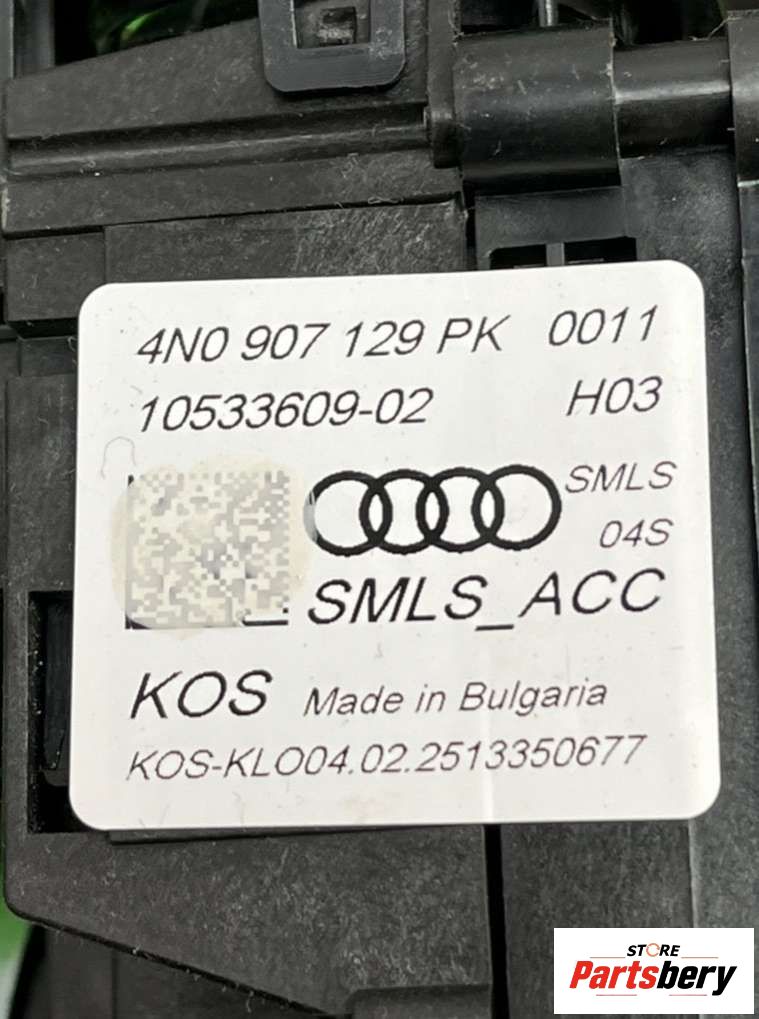 4N0 907 129 PK 0011
10533609-02 H03
SMLS
04S
SMLS_ACC
KOS Made in Bulgaria
KOS-KLO04.02.2513350677
STORE
Partsbery